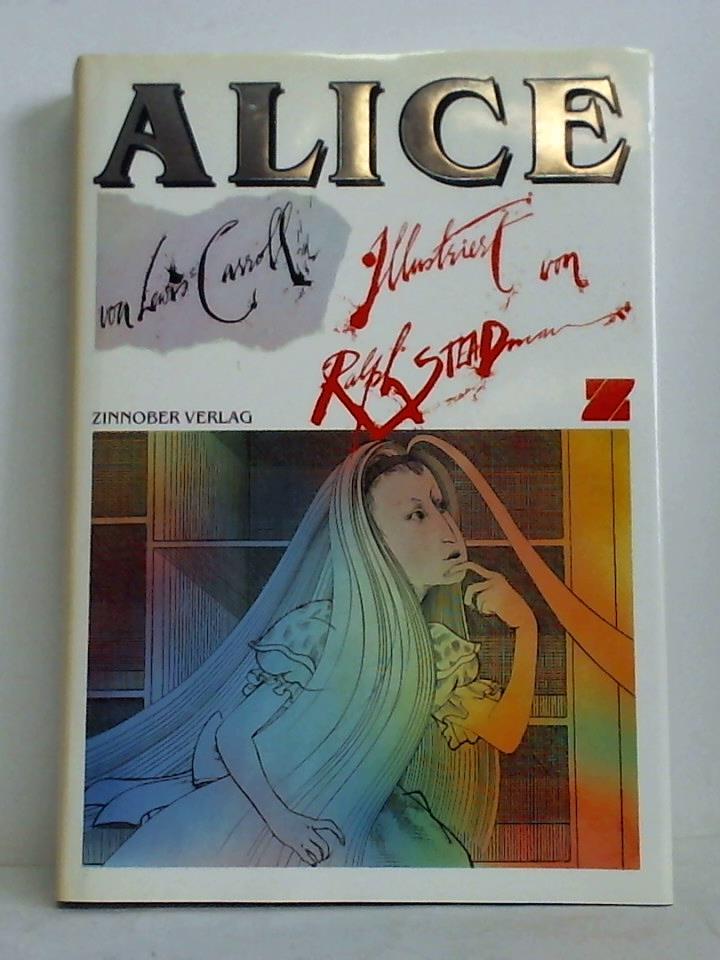 ALICE
von Lewis Carroll
Illustriert von
Ralph STEADman
ZINNOBER VERLAG
Z